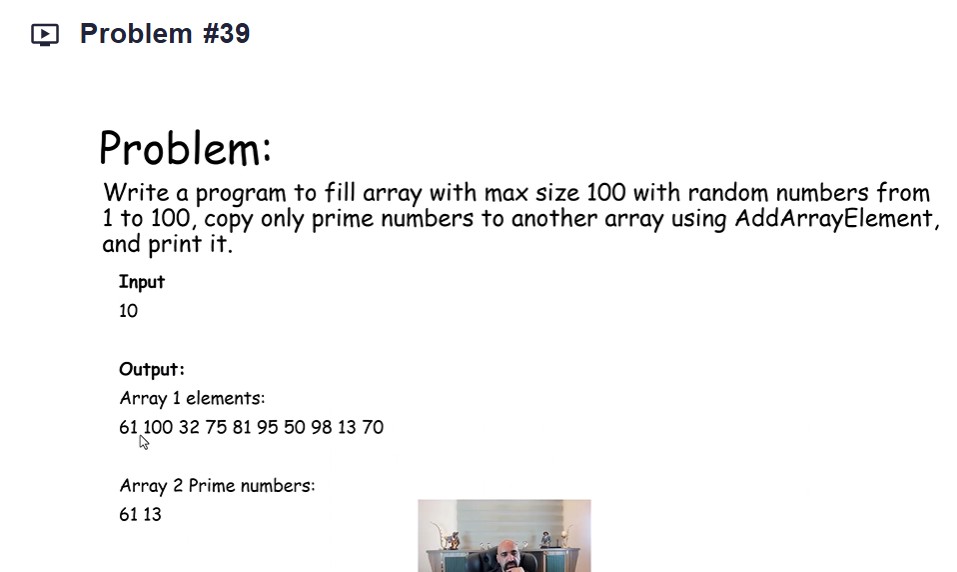 Problem #39
Problem:
Write a program to fill array with max size 100 with random numbers from
1 to 100, copy only prime numbers to another array using AddArrayElement,
and print it.
Input
10
Output:
Array 1 elements:
61 100 32 75 81 95 50 98 13 70
Array 2 Prime numbers:
61 13